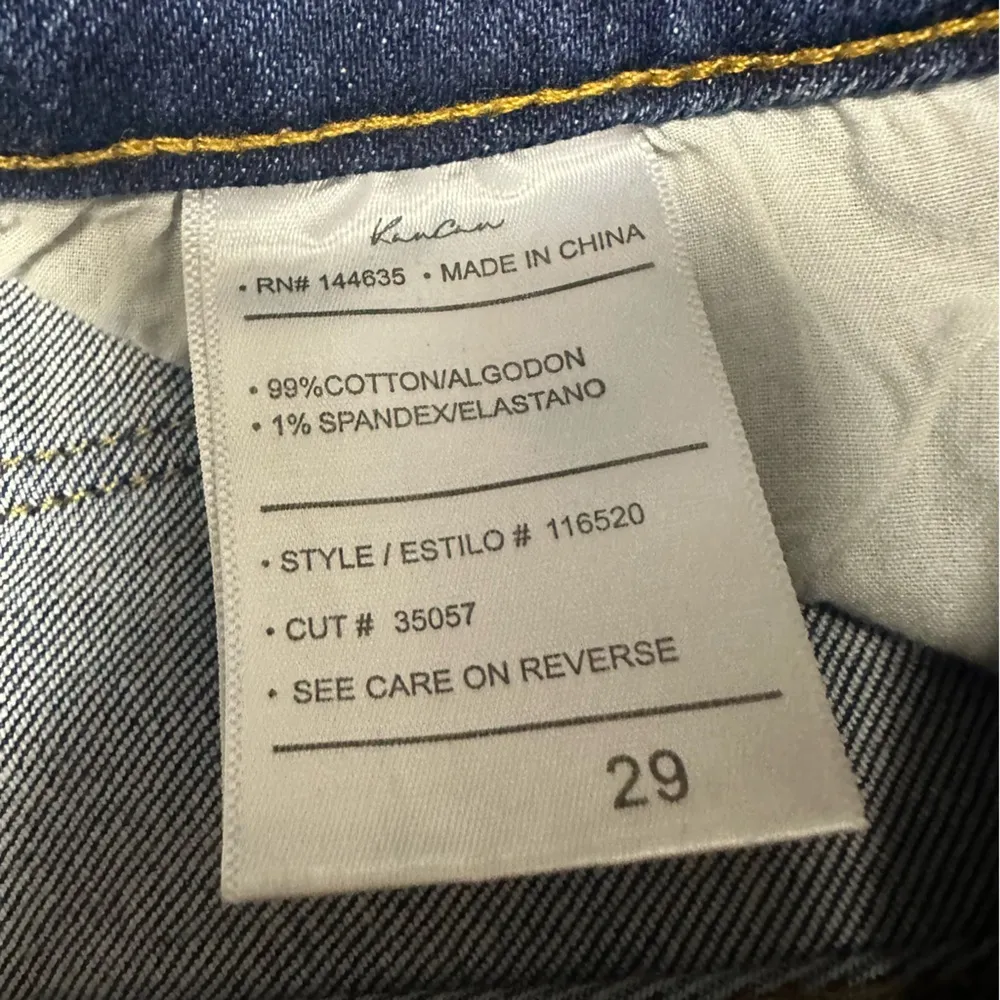 KanCan
• RN# 144635 • MADE IN CHINA
• 99%COTTON/ALGODON
• 1% SPANDEX/ELASTANO
• STYLE / ESTILO # 116520
• CUT # 35057
• SEE CARE ON REVERSE
29